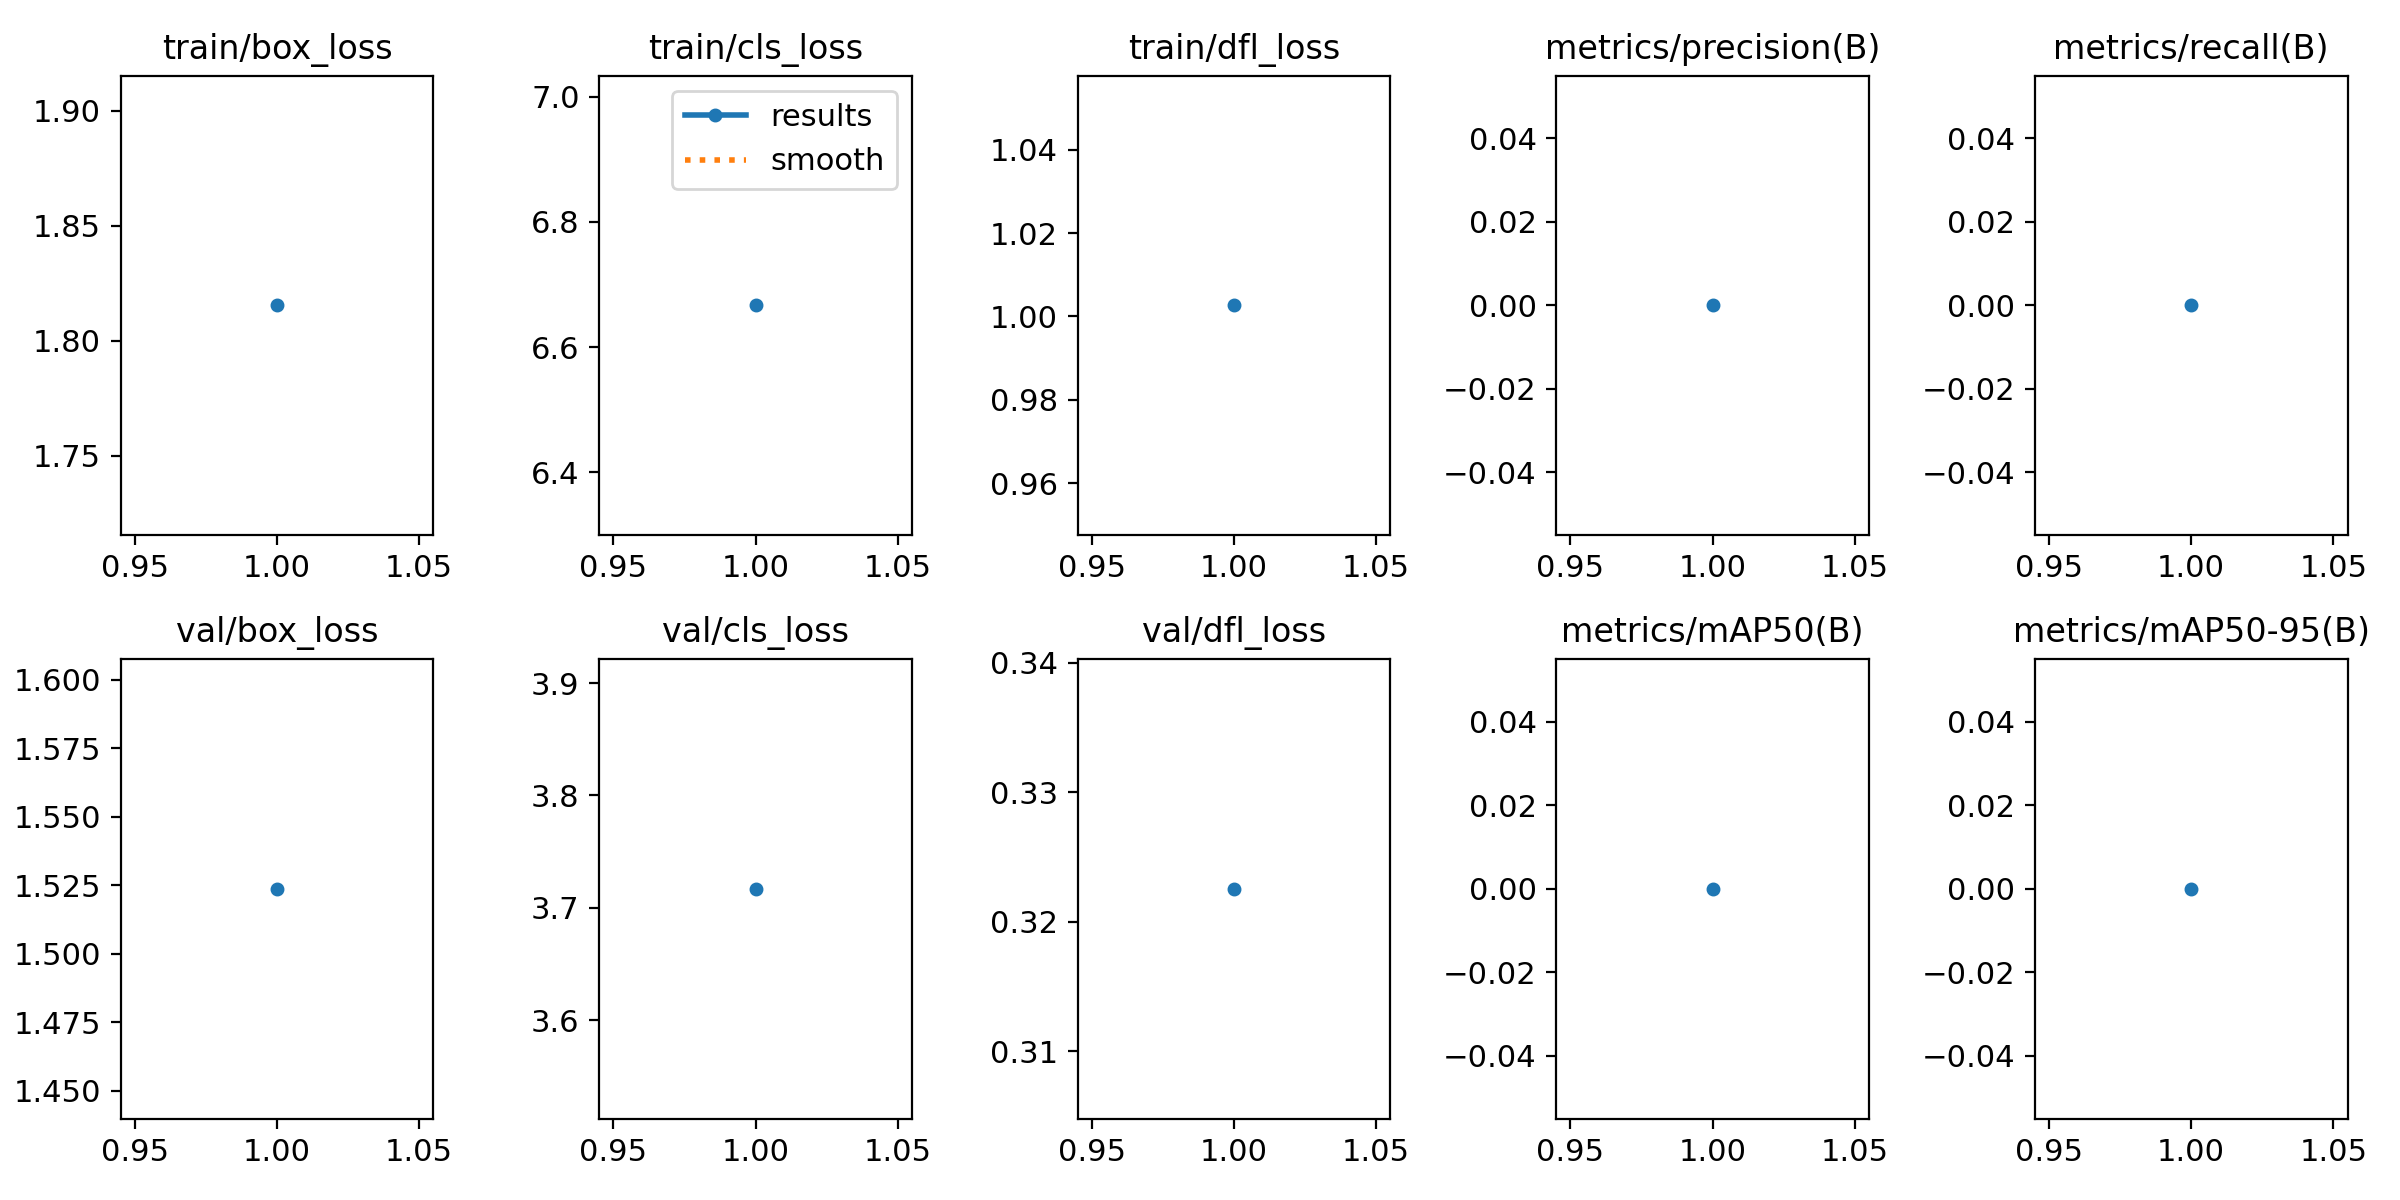 train/box_loss
1.90
1.85
1.80
1.75
0.95 1.00 1.05
train/cls_loss
results
smooth
7.0
6.8
6.6
6.4
0.95 1.00 1.05
train/dfl_loss
1.04
1.02
1.00
0.98
0.96
0.95 1.00 1.05
metrics/precision(B)
0.04
0.02
0.00
−0.02
−0.04
0.95 1.00 1.05
metrics/recall(B)
0.04
0.02
0.00
−0.02
−0.04
0.95 1.00 1.05
val/box_loss
1.600
1.575
1.550
1.525
1.500
1.475
1.450
0.95 1.00 1.05
val/cls_loss
3.9
3.8
3.7
3.6
0.95 1.00 1.05
val/dfl_loss
0.34
0.33
0.32
0.31
0.95 1.00 1.05
metrics/mAP50(B)
0.04
0.02
0.00
−0.02
−0.04
0.95 1.00 1.05
metrics/mAP50-95(B)
0.04
0.02
0.00
−0.02
−0.04
0.95 1.00 1.05